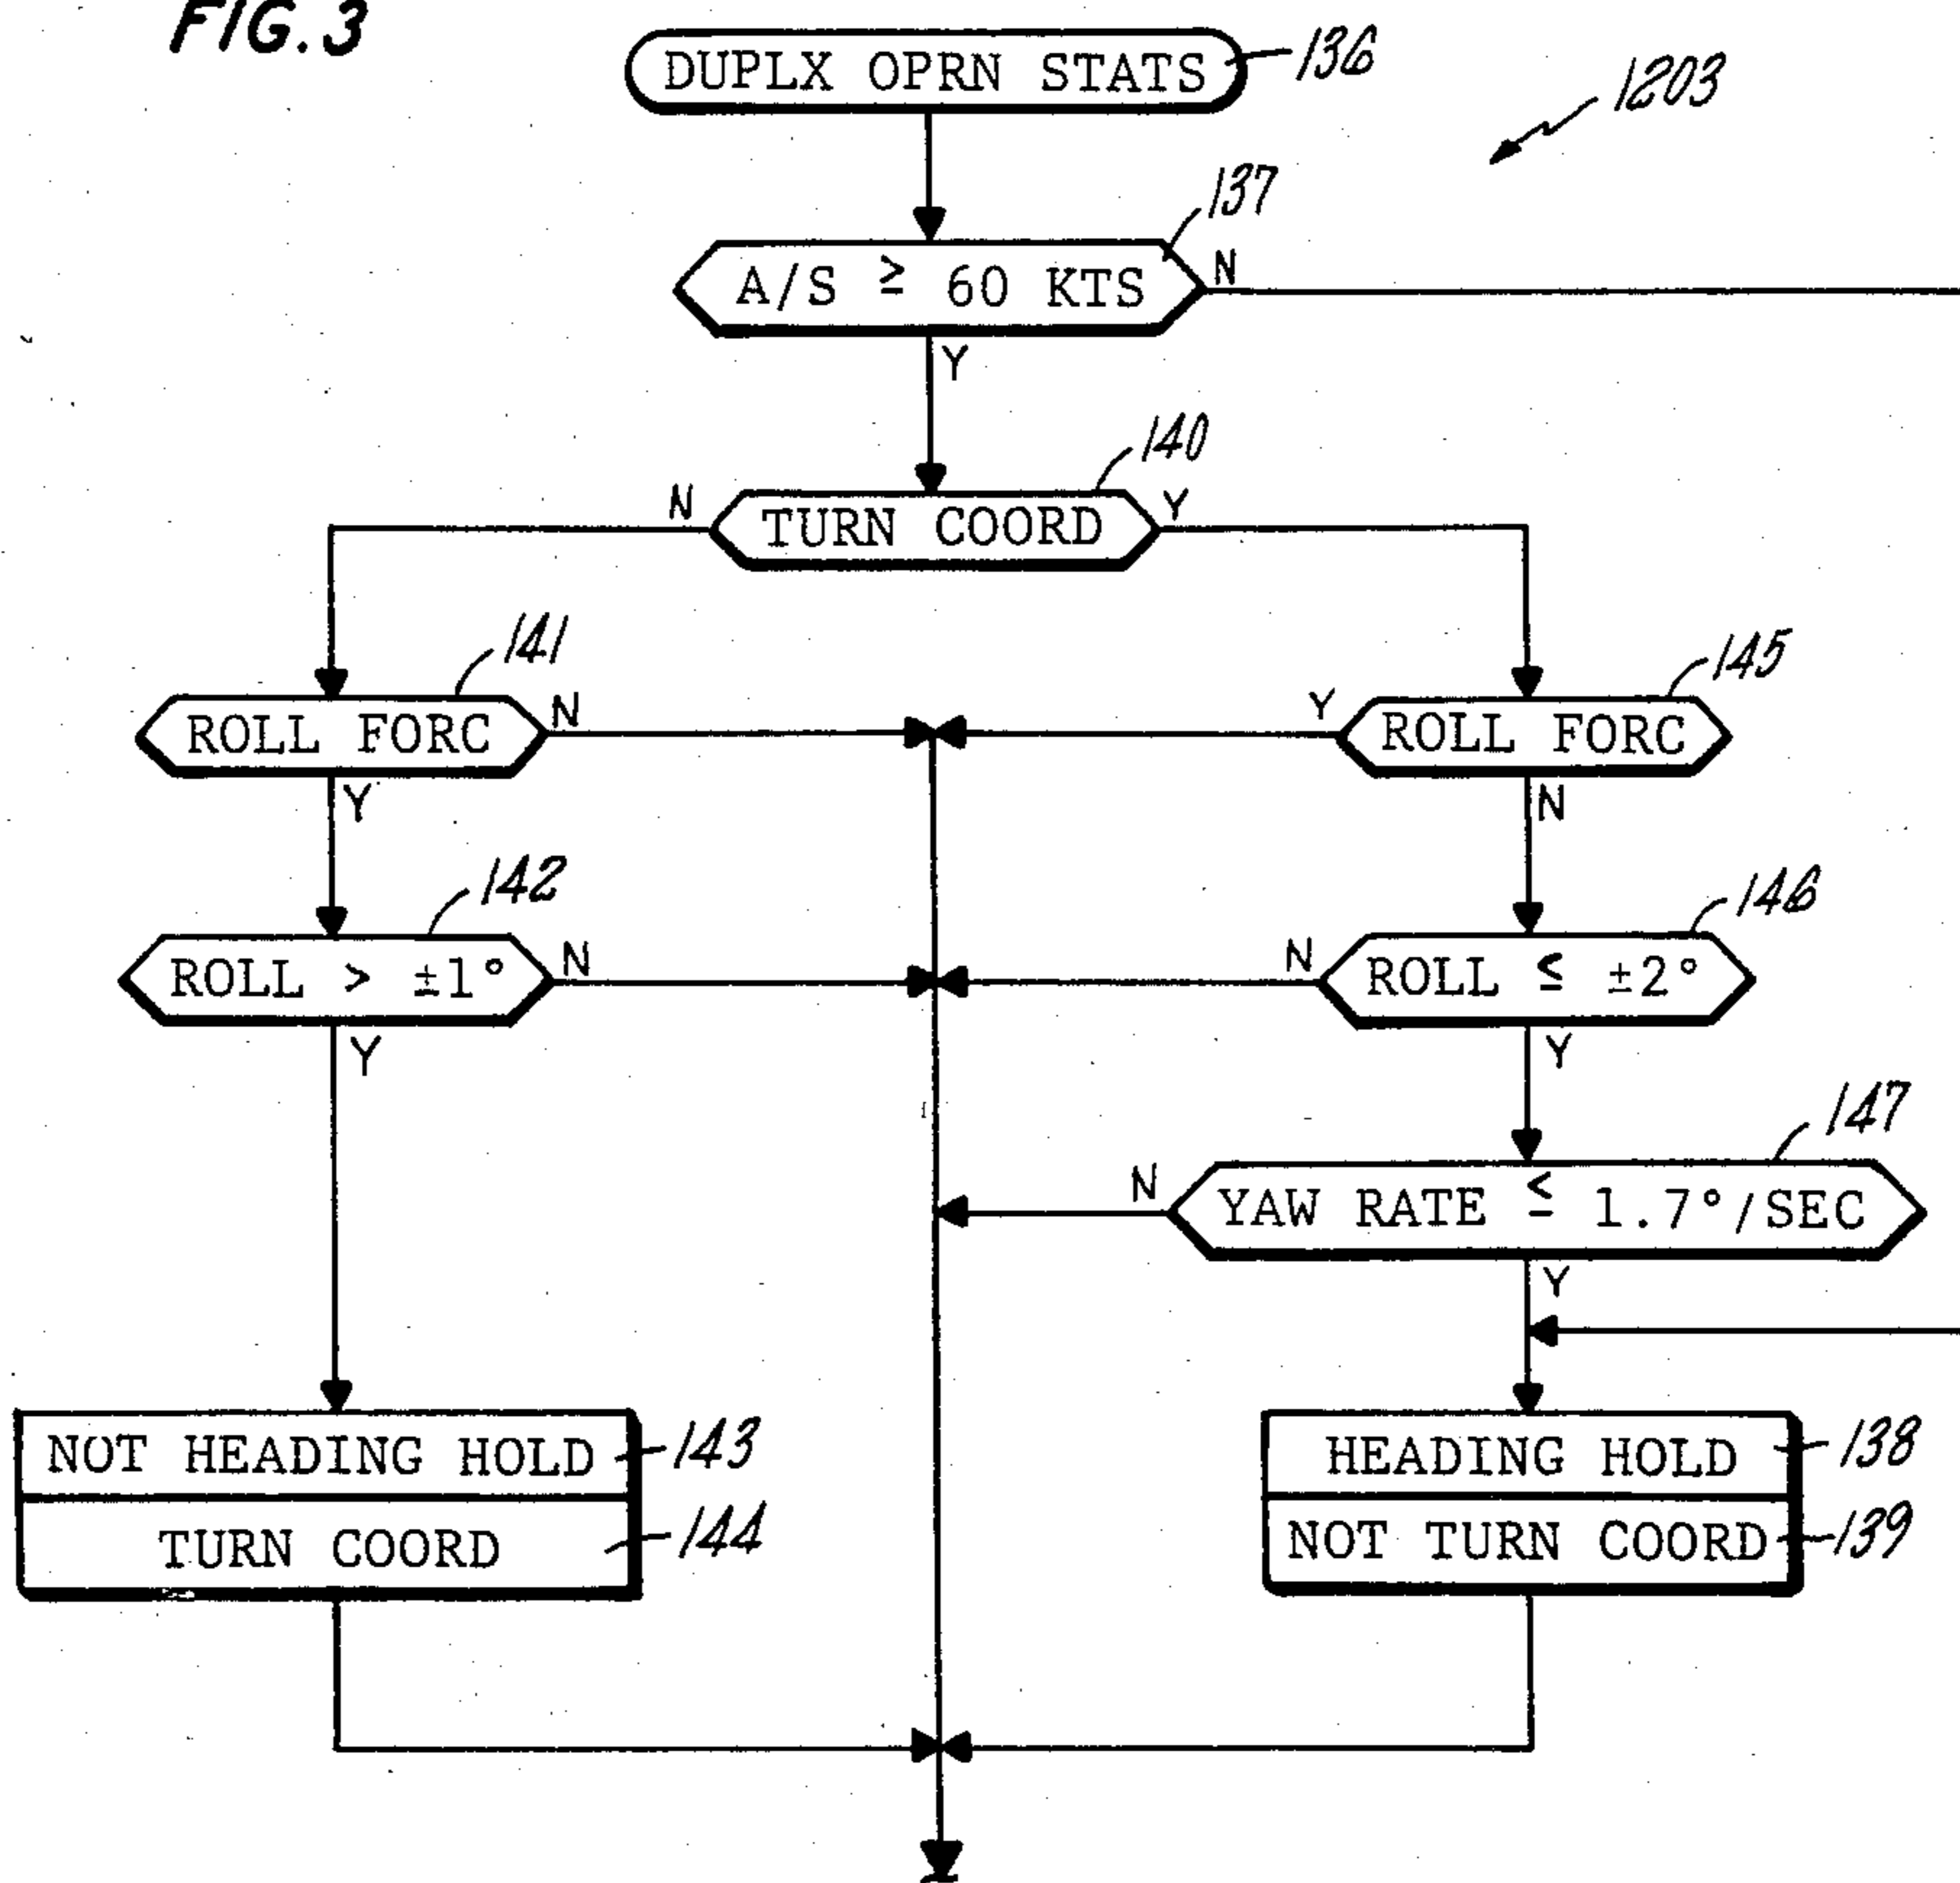 FIG. 3
DUPLX OPRN STATS
136
1203
137
A/S ≥ 60 KTS
N
Y
140
N
TURN COORD
Y
141
145
ROLL FORC
N
Y
ROLL FORC
Y
N
142
146
ROLL > ±1°
N
N
ROLL ≤ ±2°
Y
Y
147
N
YAW RATE ≤ 1.7°/SEC
Y
NOT HEADING HOLD
143
HEADING HOLD
138
TURN COORD
144
NOT TURN COORD
139